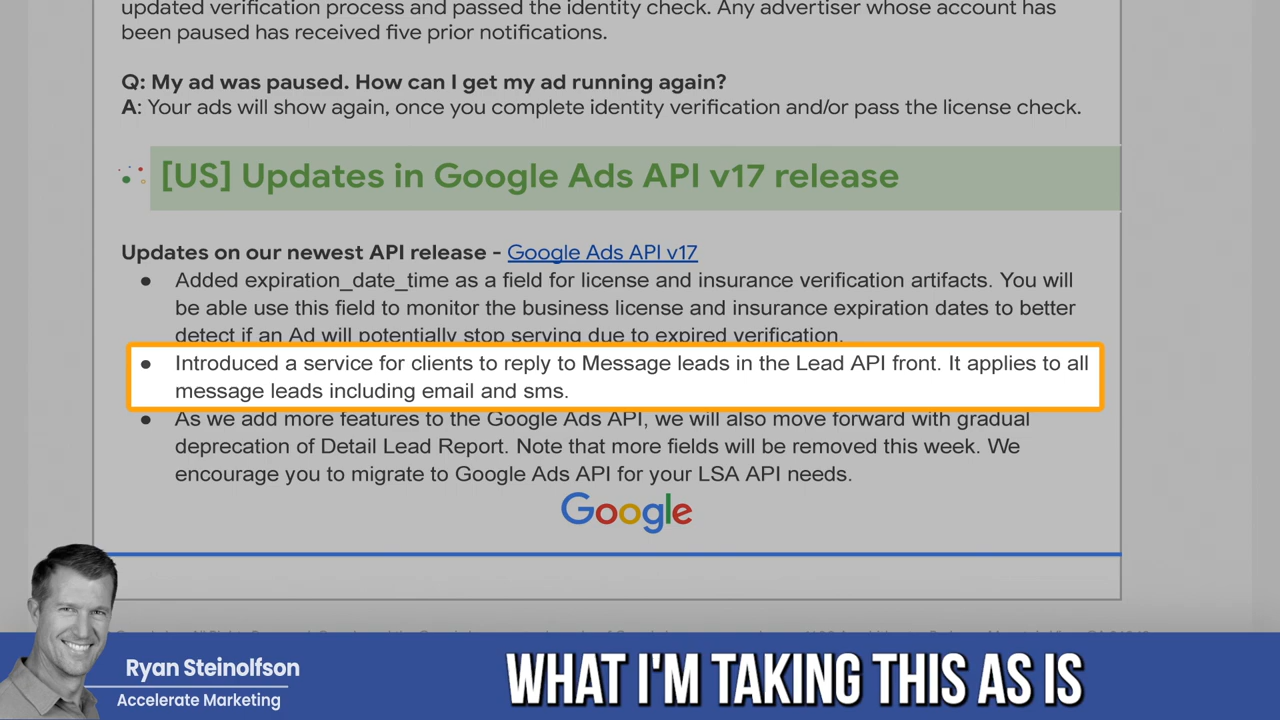 updated verification process and passed the identity check. Any advertiser whose account has
been paused has received five prior notifications.
Q: My ad was paused. How can I get my ad running again?
A: Your ads will show again, once you complete identity verification and/or pass the license check.
[US] Updates in Google Ads API v17 release
Updates on our newest API release - Google Ads API v17
● Added expiration_date_time as a field for license and insurance verification artifacts. You will
be able use this field to monitor the business license and insurance expiration dates to better
detect if an Ad will potentially stop serving due to expired verification.
● Introduced a service for clients to reply to Message leads in the Lead API front. It applies to all
message leads including email and sms.
● As we add more features to the Google Ads API, we will also move forward with gradual
deprecation of Detail Lead Report. Note that more fields will be removed this week. We
encourage you to migrate to Google Ads API for your LSA API needs.
Google
Ryan Steinolfson
Accelerate Marketing
WHAT I'M TAKING THIS AS IS